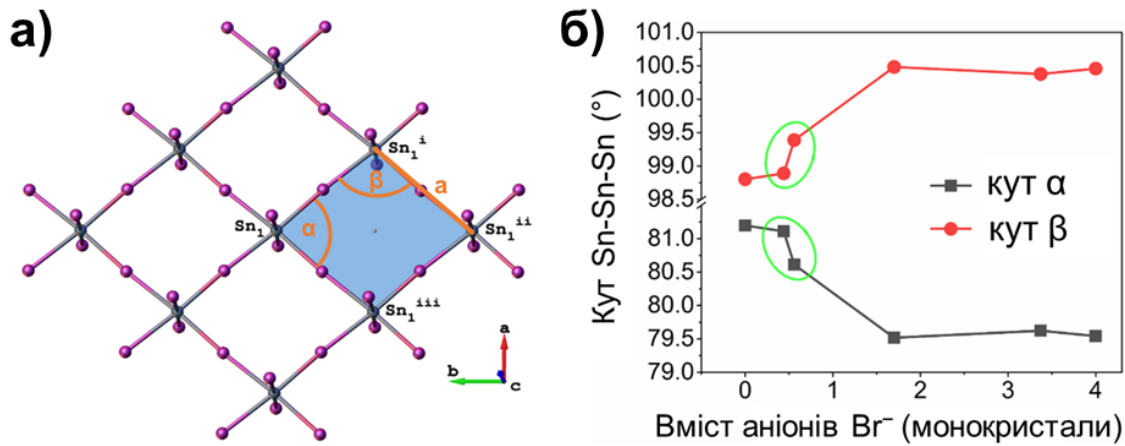 а)
Sn₁ⁱ
β
a
Sn₁
α
Sn₁ⁱⁱ
Sn₁ⁱⁱⁱ
a
b
c
б)
Кут Sn-Sn-Sn (°)
101.0
100.5
100.0
99.5
99.0
98.5
81.0
80.5
80.0
79.5
79.0
кут α
кут β
0 1 2 3 4
Вміст аніонів Br⁻ (монокристали)